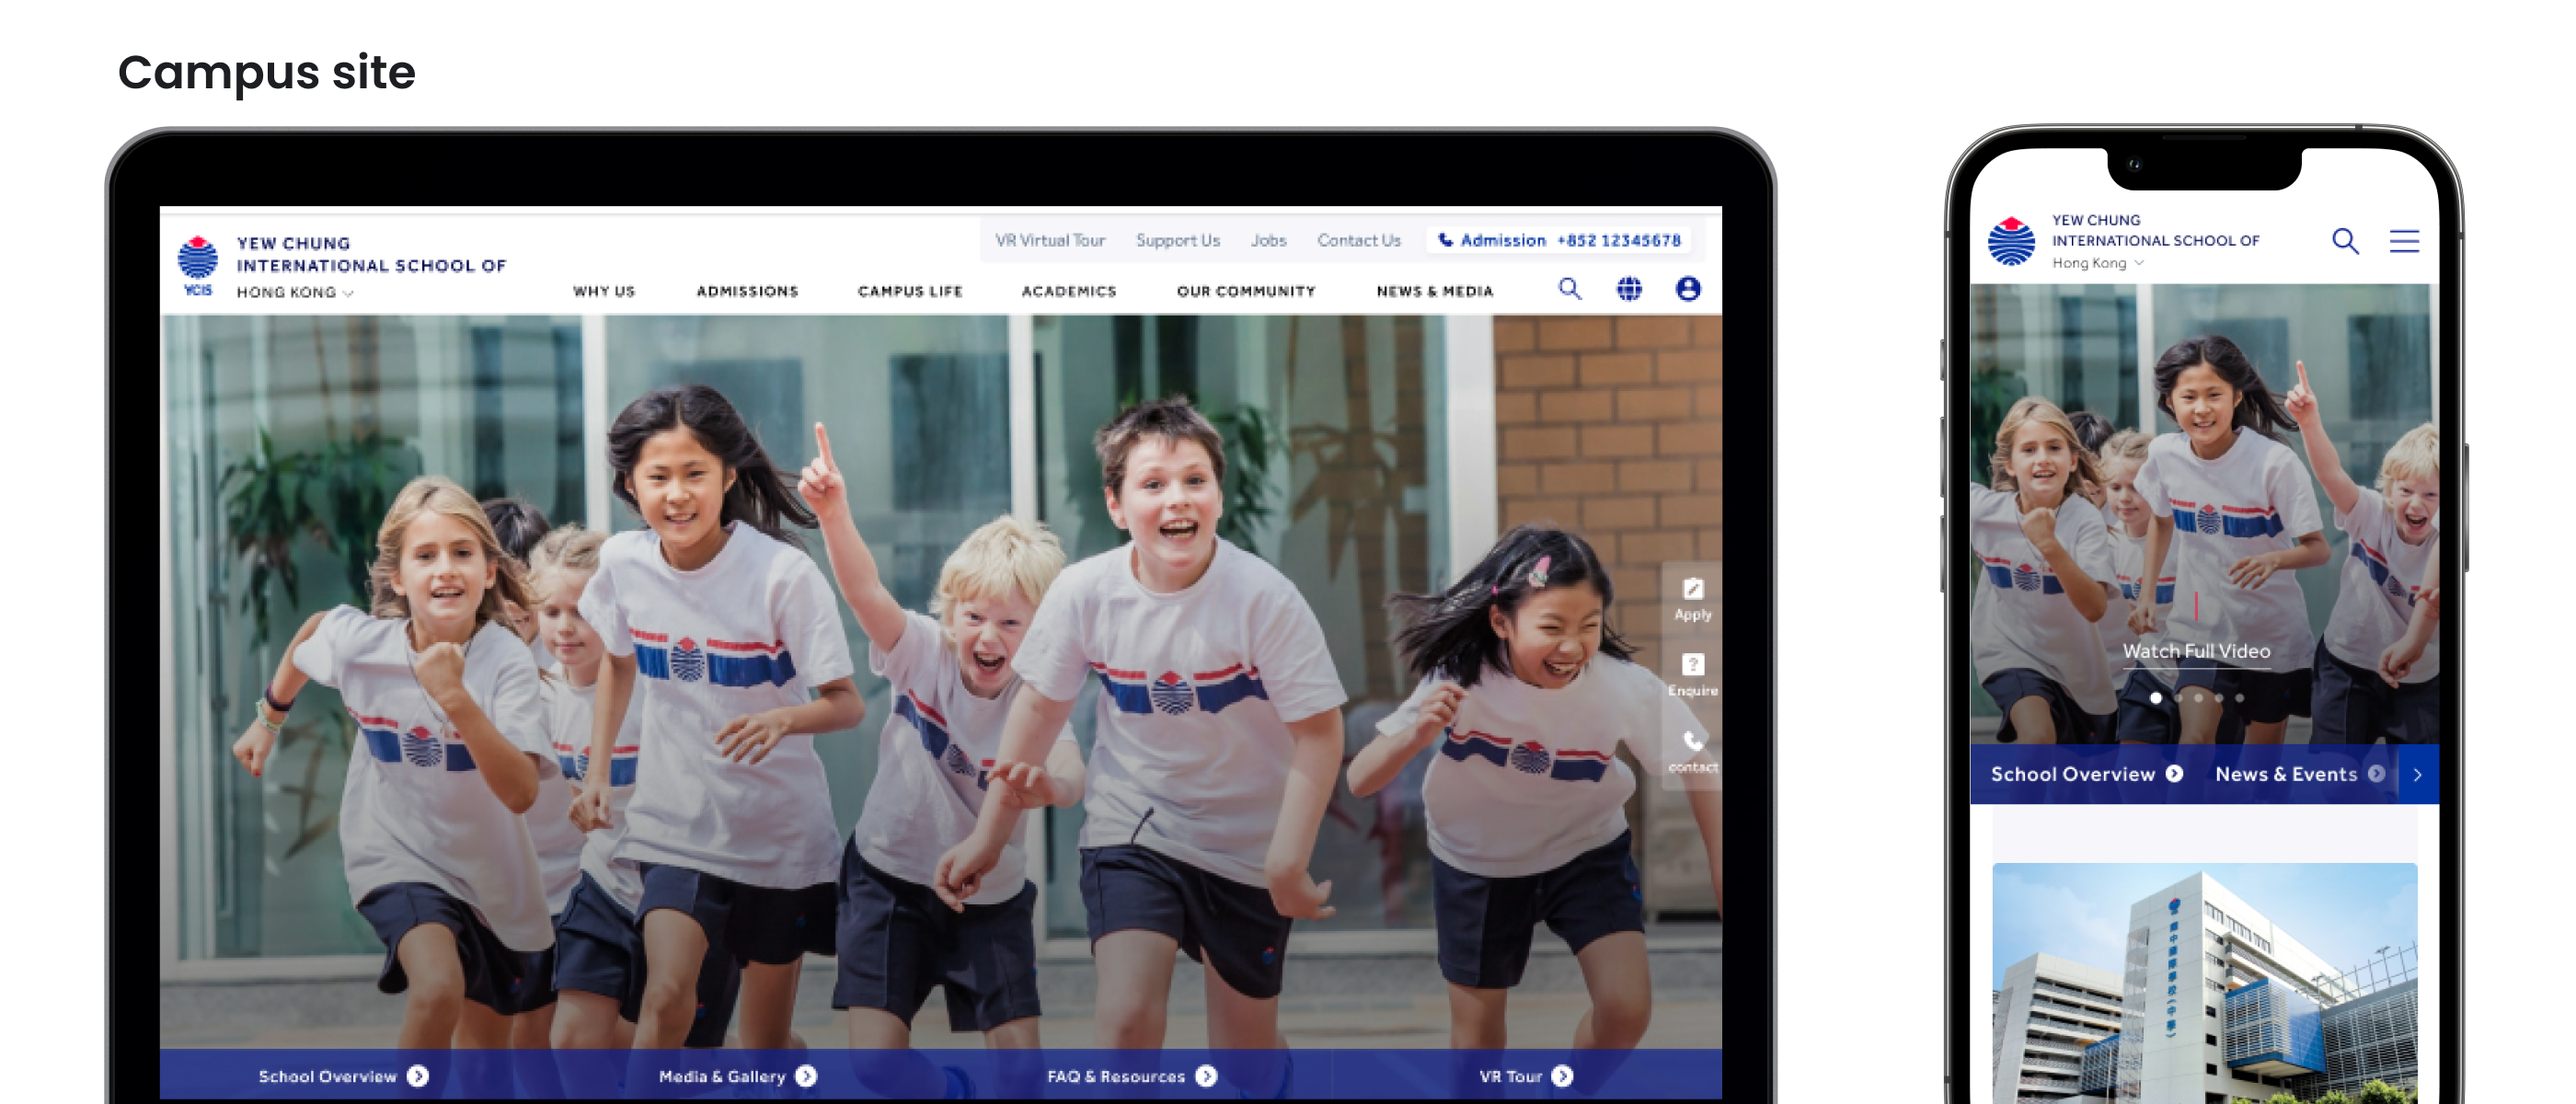 Campus site
VR Virtual Tour
Support Us
Jobs
Contact Us
Admission +852 12345678
YCIS
YEW CHUNG
INTERNATIONAL SCHOOL OF
HONG KONG
WHY US
ADMISSIONS
CAMPUS LIFE
ACADEMICS
OUR COMMUNITY
NEWS & MEDIA
Apply
Enquire
contact
School Overview
Media & Gallery
FAQ & Resources
VR Tour
YEW CHUNG
INTERNATIONAL SCHOOL OF
Hong Kong
Watch Full Video
School Overview
News & Events